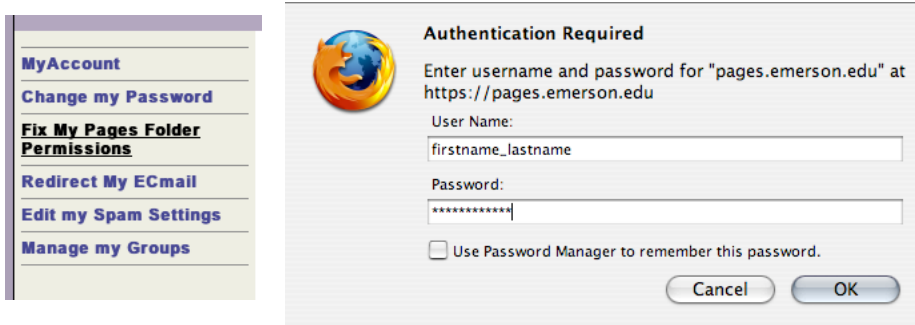 MyAccount
Change my Password
Fix My Pages Folder
Permissions
Redirect My ECmail
Edit my Spam Settings
Manage my Groups
Authentication Required
Enter username and password for "pages.emerson.edu" at
https://pages.emerson.edu
User Name:
firstname_lastname
Password:
************
Use Password Manager to remember this password.
Cancel OK